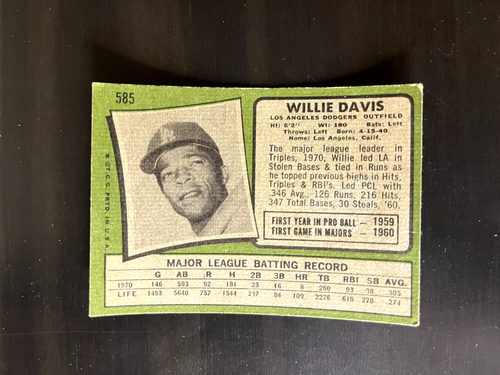 585
WILLIE DAVIS
LOS ANGELES DODGERS OUTFIELD
Ht: 6'2" Wt: 180 Bats: Left
Throws: Left Born: 4-15-40
Home: Los Angeles, Calif.
The major league leader in
Triples, 1970, Willie led LA in
Stolen Bases & tied in Runs as
he topped previous highs in Hits,
Triples & RBI's. Led PCL with
.346 Avg., 126 Runs, 216 Hits,
347 Total Bases, 30 Steals, '60.
FIRST YEAR IN PRO BALL — 1959
FIRST GAME IN MAJORS — 1960
© T.C.G. PRTD. IN U.S.A.
MAJOR LEAGUE BATTING RECORD
G AB R H 2B 3B HR TB RBI SB AVG.
1970 146 593 92 181 23 16 8 260 93 38 .305
LIFE 1493 5640 757 1544 237 84 109 2276 619 278 .274